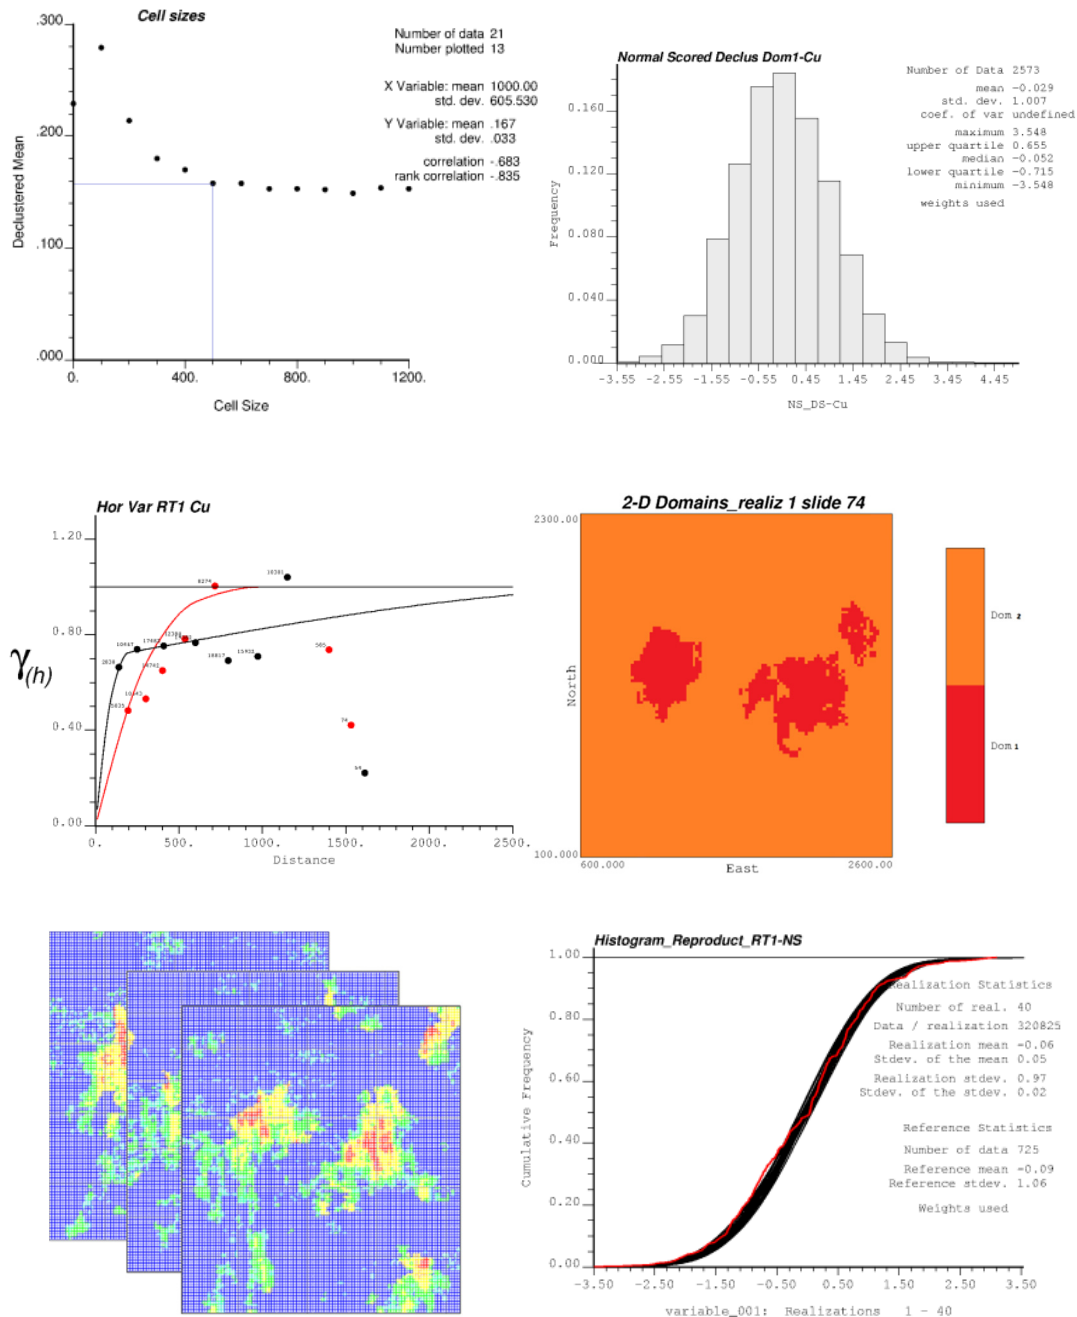 Cell sizes
.300
.200
.100
.000
Declustered Mean
0.
400.
800.
1200.
Cell Size
Number of data 21
Number plotted 13
X Variable: mean 1000.00
std. dev. 605.530
Y Variable: mean .167
std. dev. .033
correlation -.683
rank correlation -.835
Normal Scored Declus Dom1-Cu
Frequency
0.160
0.120
0.080
0.040
0.000
-3.55 -2.55 -1.55 -0.55 0.45 1.45 2.45 3.45 4.45
NS_DS-Cu
Number of Data 2573
mean -0.029
std. dev. 1.007
coef. of var undefined
maximum 3.548
upper quartile 0.655
median -0.052
lower quartile -0.715
minimum -3.548
weights used
Hor Var RT1 Cu
γ(h)
1.20
0.80
0.40
0.00
0. 500. 1000. 1500. 2000. 2500
Distance
8274
10381
565
74
2-D Domains_realiz 1 slide 74
2300.00
North
100.000
600.000
East
2600.00
Dom 2
Dom 1
Histogram_Reproduct_RT1-NS
Cumulative Frequency
1.00
0.80
0.60
0.40
0.20
0.00
-3.50 -2.50 -1.50 -0.50 0.50 1.50 2.50 3.50
variable_001: Realizations 1 - 40
Realization Statistics
Number of real. 40
Data / realization 320825
Realization mean -0.06
Stdev. of the mean 0.05
Realization stdev. 0.97
Stdev. of the stdev. 0.02
Reference Statistics
Number of data 725
Reference mean -0.09
Reference stdev. 1.06
Weights used